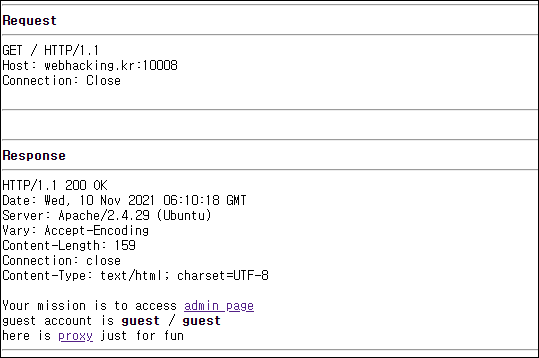 Request
GET / HTTP/1.1
Host: webhacking.kr:10008
Connection: Close
Response
HTTP/1.1 200 OK
Date: Wed, 10 Nov 2021 06:10:18 GMT
Server: Apache/2.4.29 (Ubuntu)
Vary: Accept-Encoding
Content-Length: 159
Connection: close
Content-Type: text/html; charset=UTF-8
Your mission is to access admin page
guest account is guest / guest
here is proxy just for fun